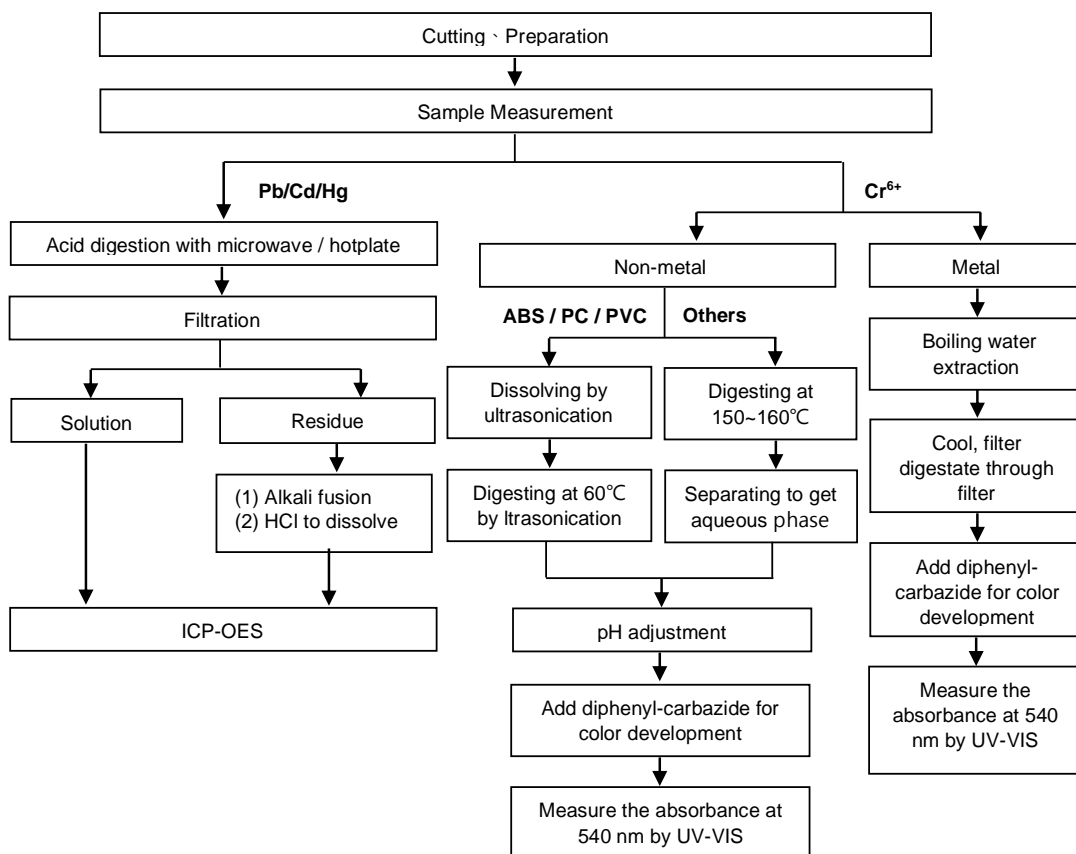 Cutting、Preparation
Sample Measurement
Pb/Cd/Hg
Cr6+
Acid digestion with microwave / hotplate
Filtration
Solution
Residue
(1) Alkali fusion
(2) HCl to dissolve
ICP-OES
Non-metal
ABS / PC / PVC
Others
Dissolving by
ultrasonication
Digesting at
150~160℃
Digesting at 60℃
by ltrasonication
Separating to get
aqueous phase
pH adjustment
Add diphenyl-carbazide for
color development
Measure the absorbance at
540 nm by UV-VIS
Metal
Boiling water
extraction
Cool, filter
digestate through
filter
Add diphenyl-
carbazide for color
development
Measure the
absorbance at 540
nm by UV-VIS